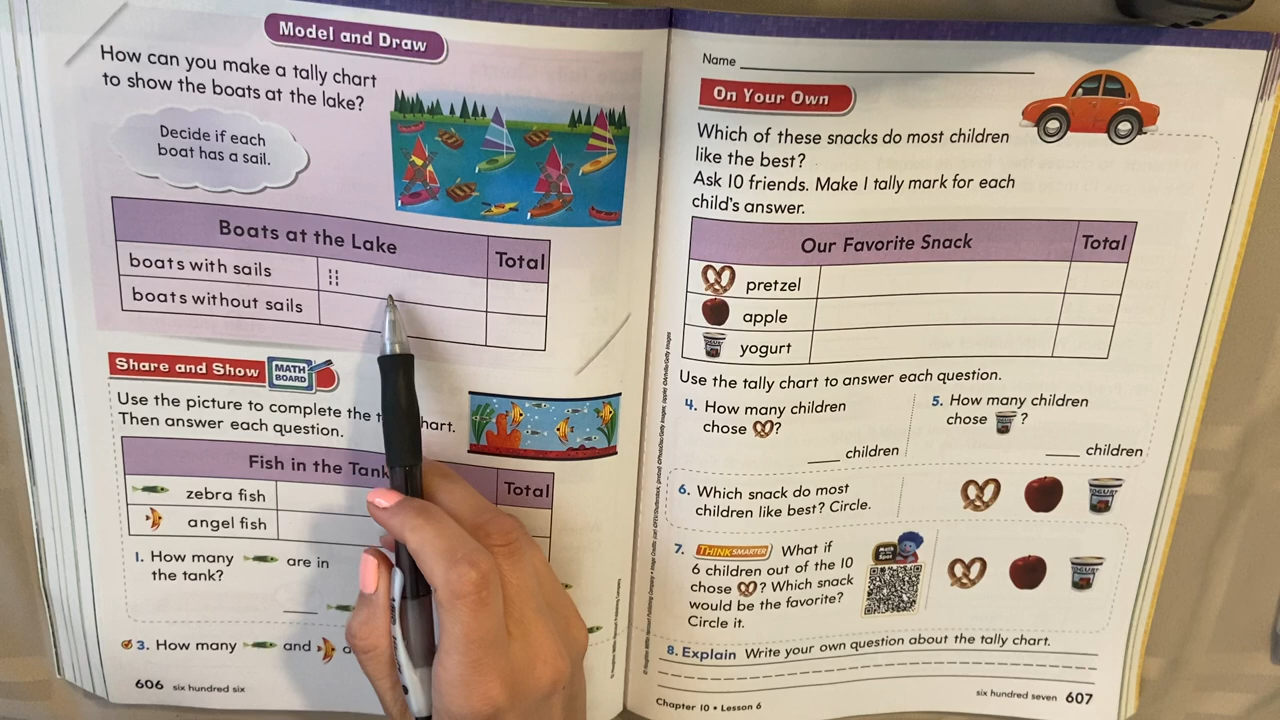 Model and Draw
How can you make a tally chart
to show the boats at the lake?
Decide if each
boat has a sail.
Boats at the Lake
Total
boats with sails
boats without sails
Share and Show
MATH
BOARD
Use the picture to complete the
hart.
Then answer each question.
Fish in the Tank
Total
zebra fish
angel fish
1. How many are in
the tank?
3. How many and
606 six hundred six
Name
On Your Own
Which of these snacks do most children
like the best?
Ask 10 friends. Make 1 tally mark for each
child's answer.
Our Favorite Snack
Total
pretzel
apple
yogurt
Use the tally chart to answer each question.
4. How many children
chose ?
____ children
5. How many children
chose ?
____ children
6. Which snack do most
children like best? Circle.
YOGURT
7. THINKSMARTER What if
6 children out of the 10
chose ? Which snack
would be the favorite?
Circle it.
Math on the Spot
YOGURT
8. Explain Write your own question about the tally chart.
Chapter 10 • Lesson 6
six hundred seven 607